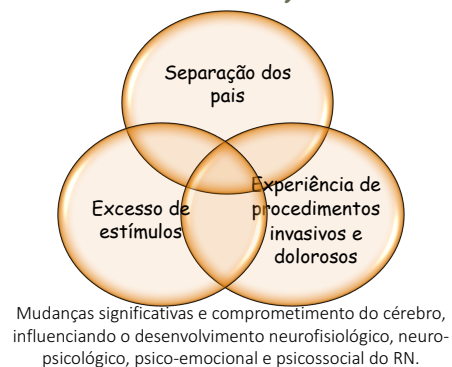 Separação dos
pais
Excesso de
estímulos
Experiência de
procedimentos
invasivos e
dolorosos
Mudanças significativas e comprometimento do cérebro,
influenciando o desenvolvimento neurofisiológico, neuro-
psicológico, psico-emocional e psicossocial do RN.